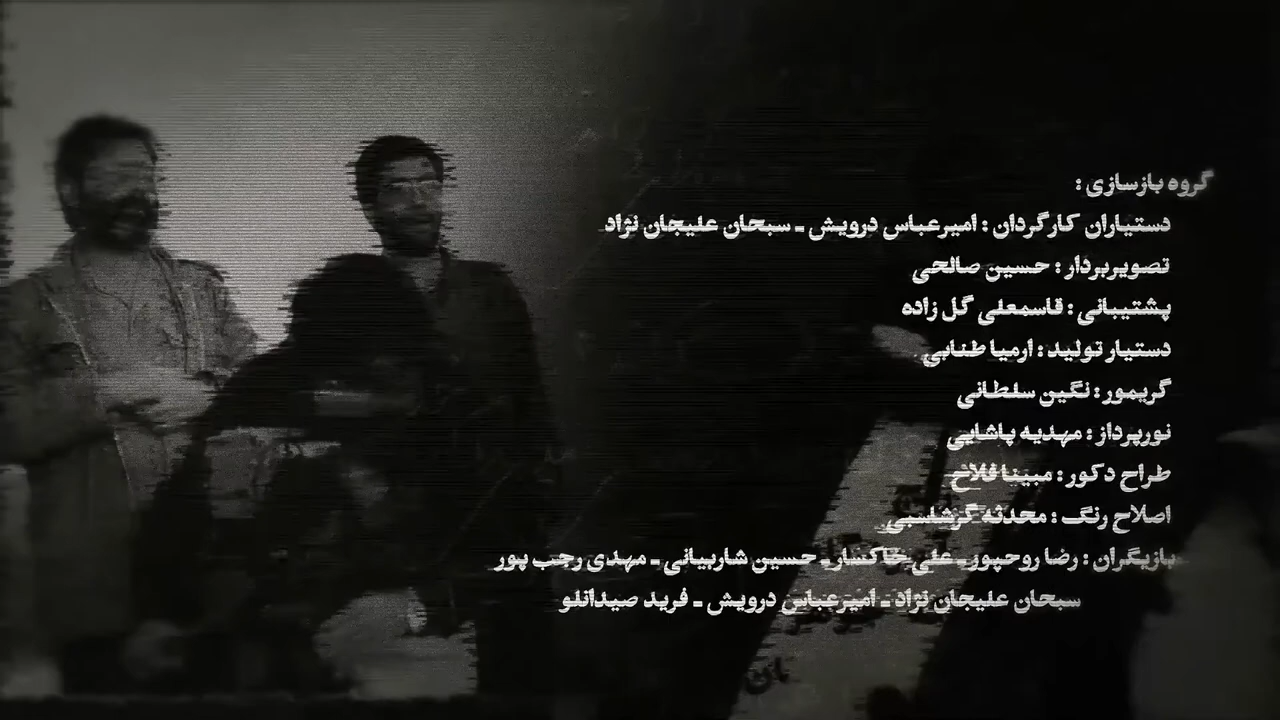 گروه بازسازی :
دستیاران کارگردان : امیرعباس درویش ـ سبحان علیجان نژاد
تصویربردار : حسین صالحی
پشتیبانی : قاسمعلی گل زاده
دستیار تولید : ارمیا طنابی
گریمور : نگین سلطانی
نورپرداز : مهدیه پاشایی
طراح دکور : مبینا فلاح
اصلاح رنگ : محدثه گرشاسبی
بازیگران : رضا روحپور ـ علی خاکسار ـ حسین شاربیانی ـ مهدی رجب پور
سبحان علیجان نژاد ـ امیرعباس درویش ـ فرید صیدانلو